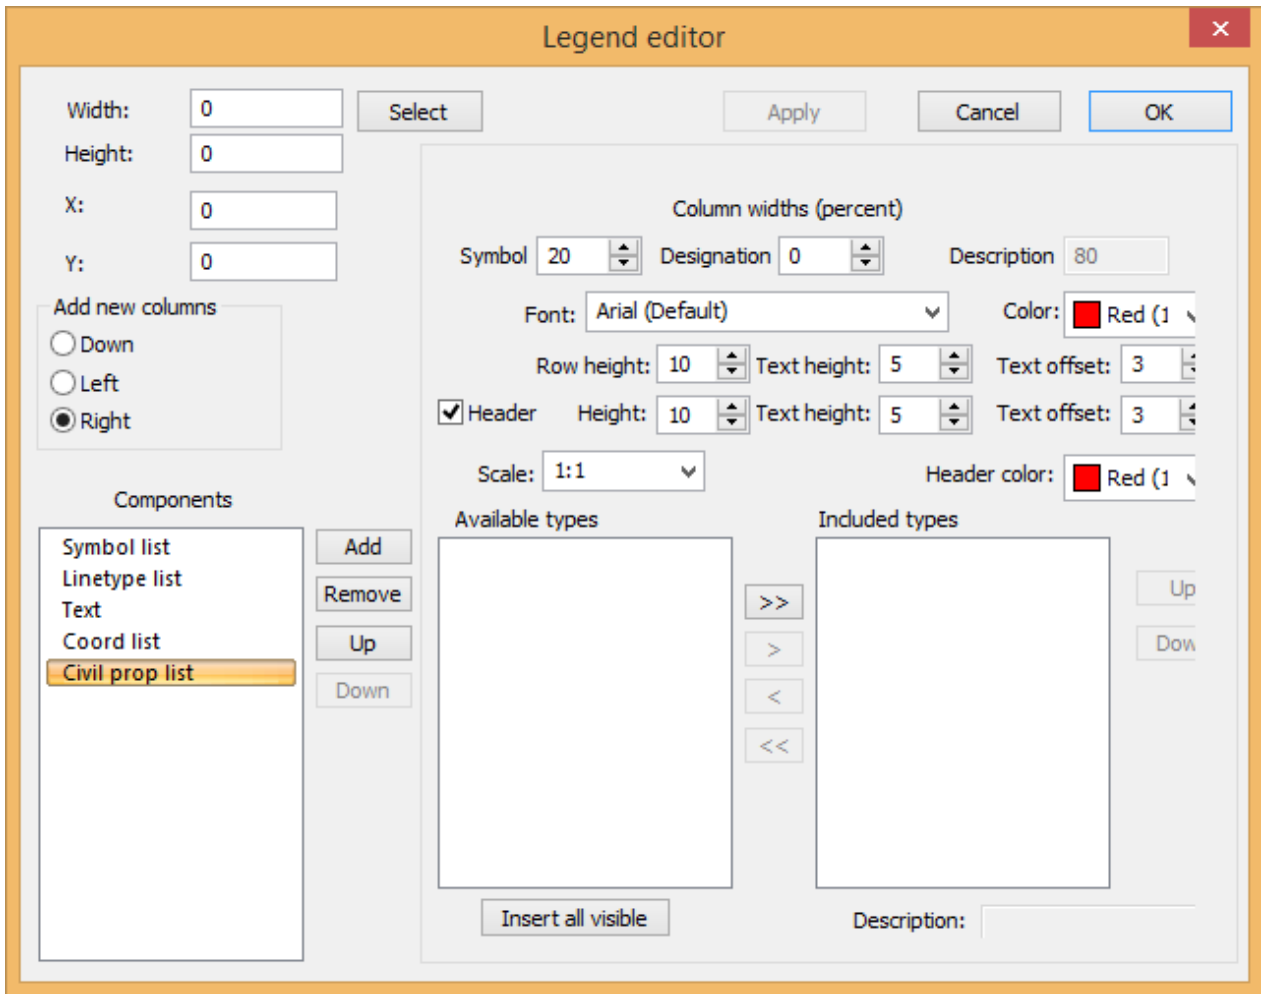 Legend editor
Width: 0 Select Apply Cancel OK
Height: 0
X: 0
Y: 0
Column widths (percent)
Symbol 20 Designation 0 Description 80
Add new columns
Down
Left
Right
Font: Arial (Default) Color: Red (1
Row height: 10 Text height: 5 Text offset: 3
Header Height: 10 Text height: 5 Text offset: 3
Scale: 1:1 Header color: Red (1
Components
Symbol list
Linetype list
Text
Coord list
Civil prop list
Add
Remove
Up
Down
Available types Included types
>>
>
<
<<
Up
Dow
Insert all visible Description: